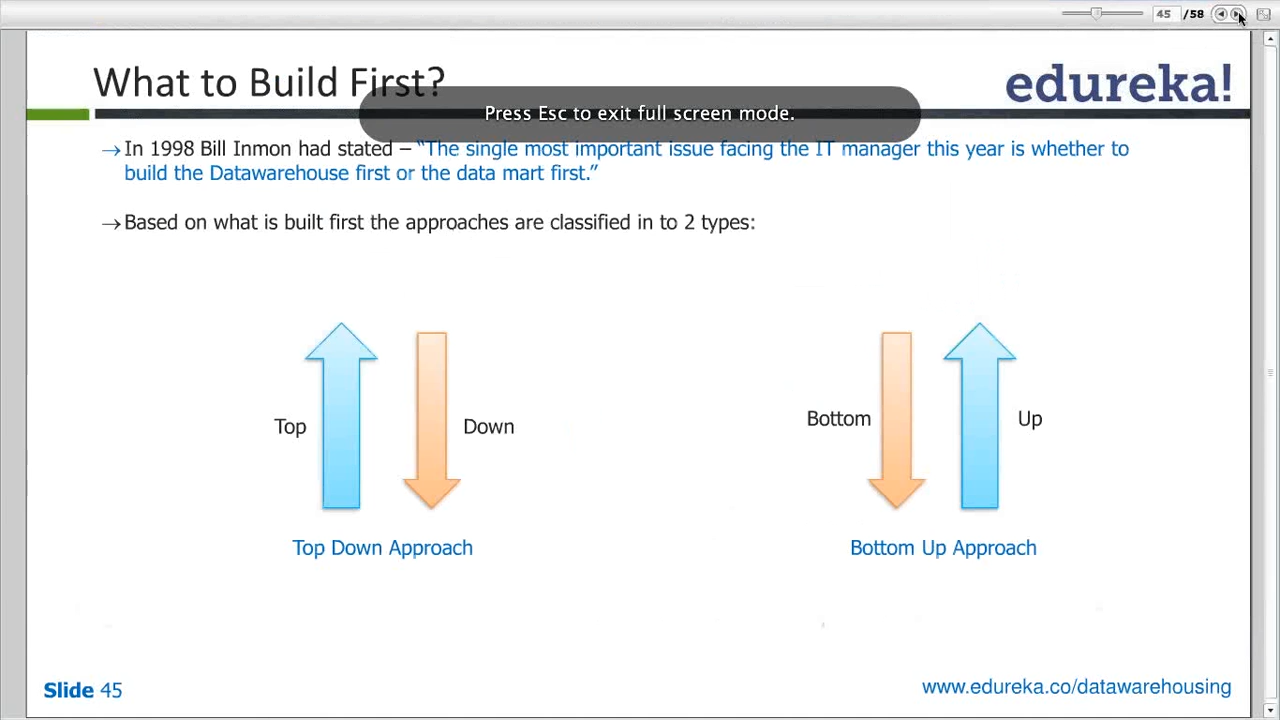 45 /58
What to Build First?
edureka!
Press Esc to exit full screen mode.
→In 1998 Bill Inmon had stated – “The single most important issue facing the IT manager this year is whether to
build the Datawarehouse first or the data mart first.”
→Based on what is built first the approaches are classified in to 2 types:
Top Down Bottom Up
Top Down Approach Bottom Up Approach
Slide 45 www.edureka.co/datawarehousing